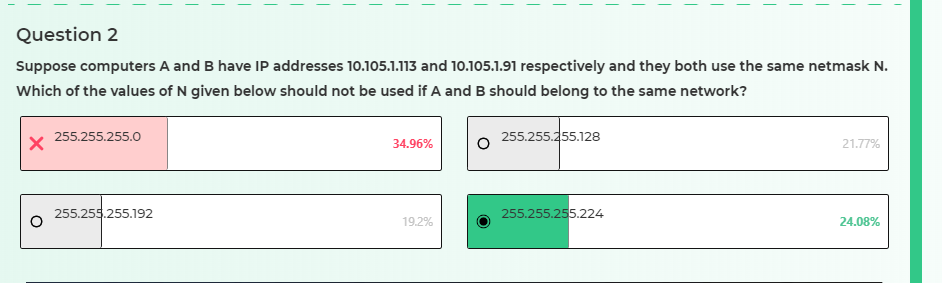 Question 2
Suppose computers A and B have IP addresses 10.105.1.113 and 10.105.1.91 respectively and they both use the same netmask N.
Which of the values of N given below should not be used if A and B should belong to the same network?
255.255.255.0
34.96%
255.255.255.128
21.77%
255.255.255.192
19.2%
255.255.255.224
24.08%